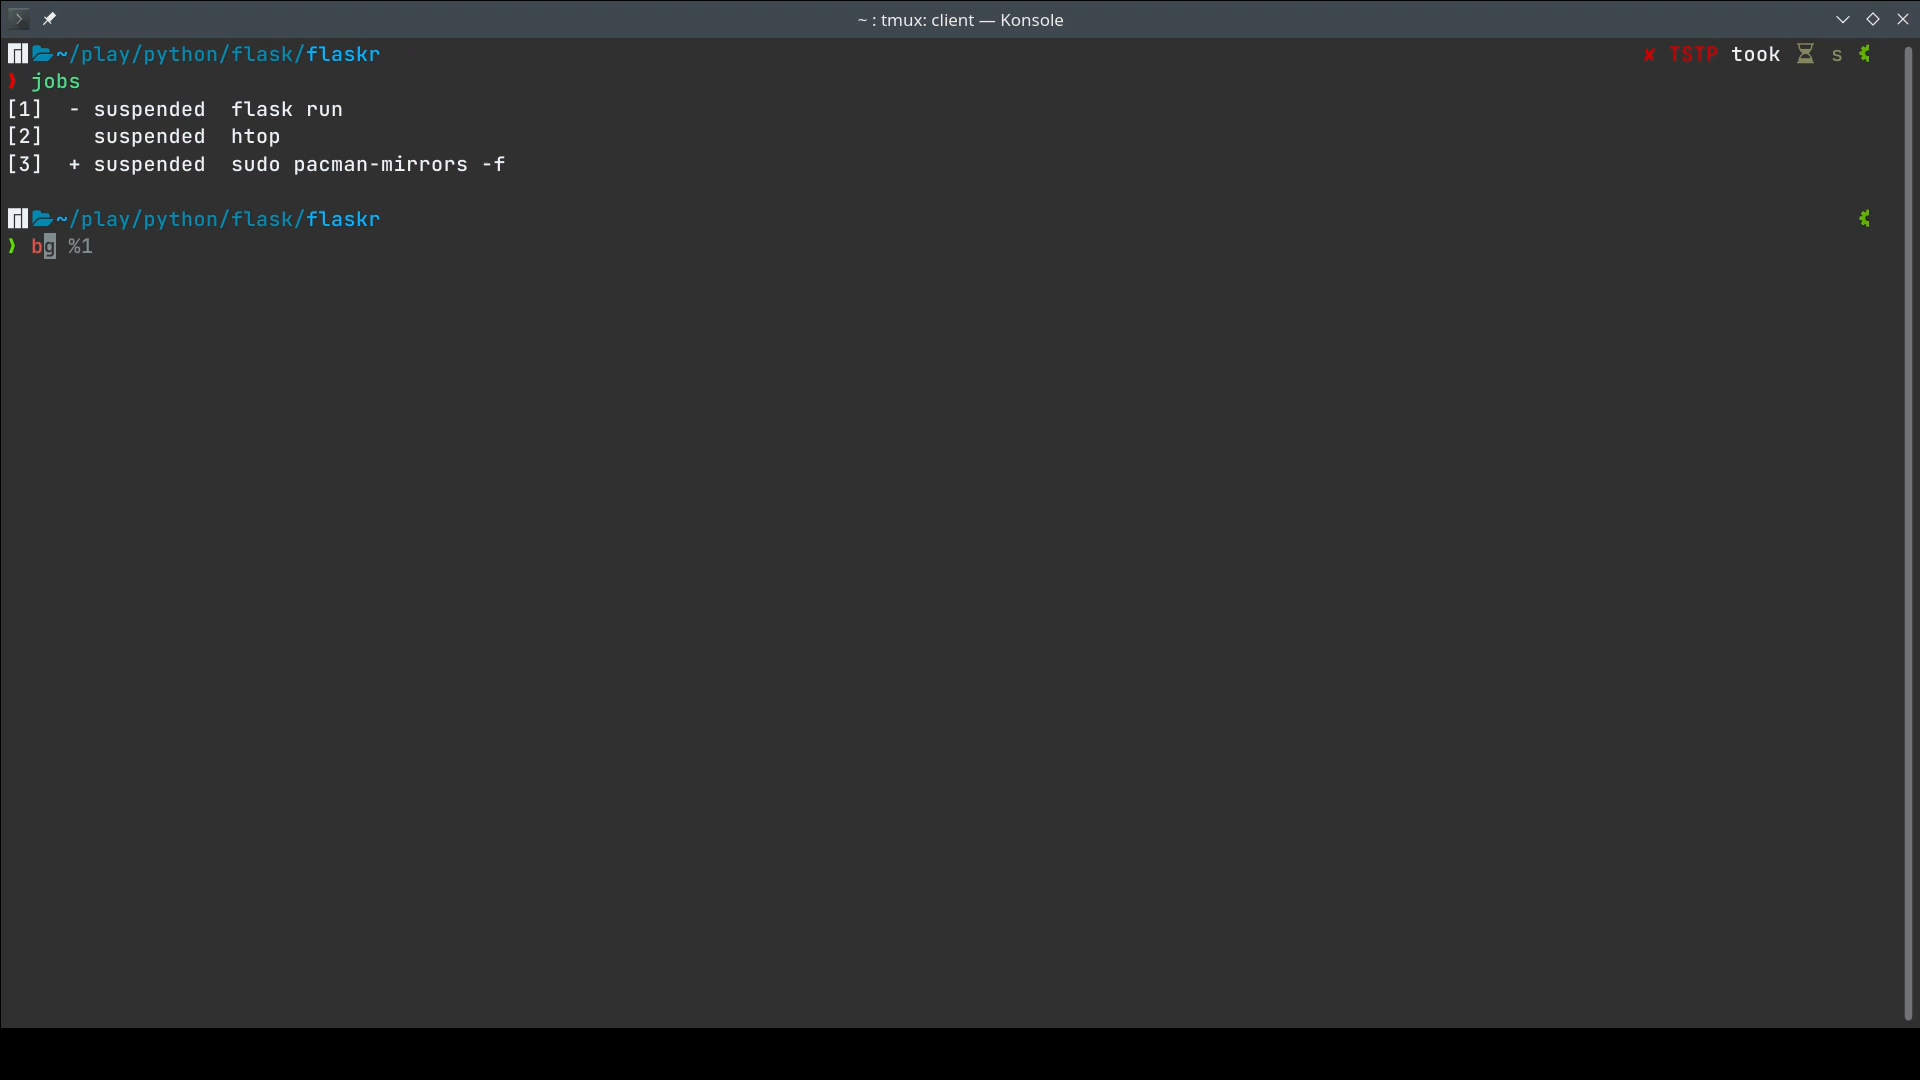 ~ : tmux: client — Konsole
~/play/python/flask/flaskr ✘ TSTP took ⌛ s
❱ jobs
[1]  - suspended  flask run
[2]    suspended  htop
[3]  + suspended  sudo pacman-mirrors -f
~/play/python/flask/flaskr
❱ bg %1